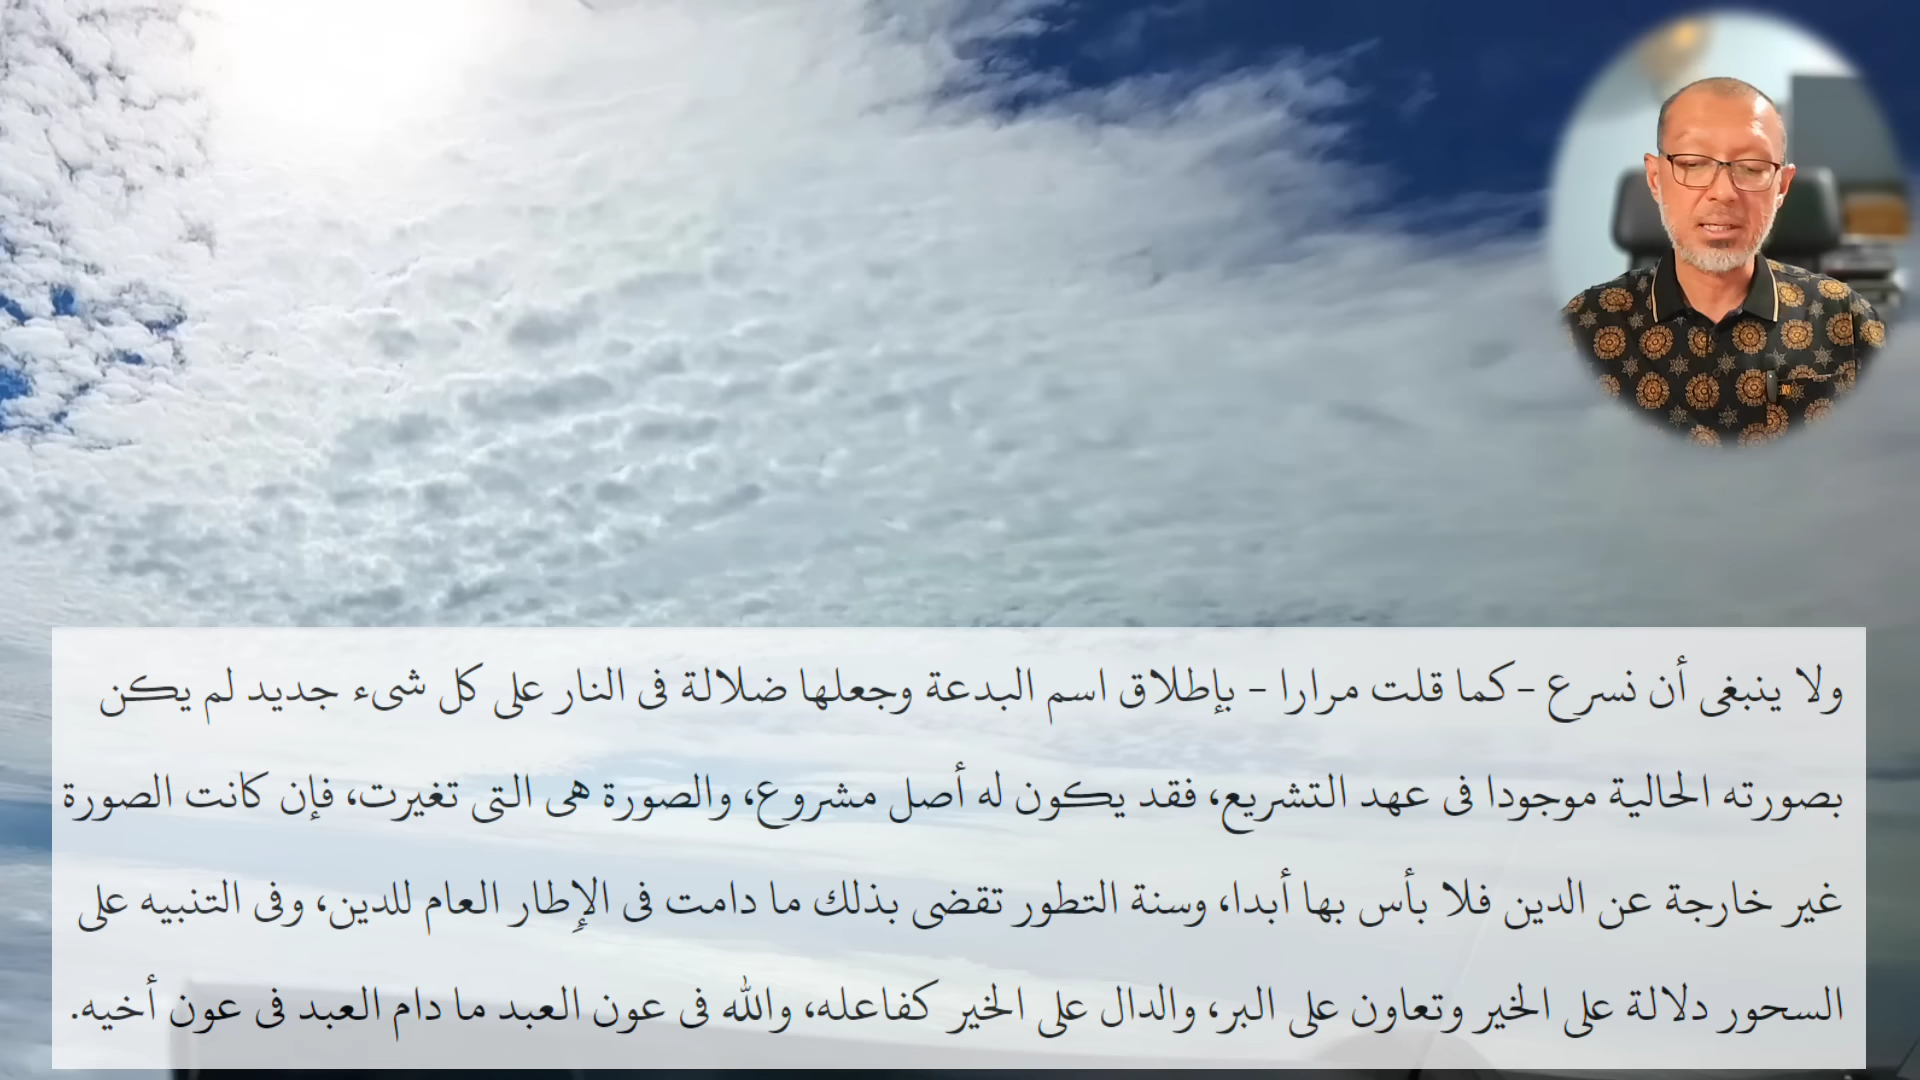 ولا ينبغى أن نسرع -كما قلت مرارا - بإطلاق اسم البدعة وجعلها ضلالة فى النار على كل شىء جديد لم يكن
بصورته الحالية موجودا فى عهد التشريع، فقد يكون له أصل مشروع، والصورة هى التى تغيرت، فإن كانت الصورة
غير خارجة عن الدين فلا بأس بها أبدا، وسنة التطور تقضى بذلك ما دامت فى الإِطار العام للدين، وفى التنبيه على
السحور دلالة على الخير وتعاون على البر، والدال على الخير كفاعله، والله فى عون العبد ما دام العبد فى عون أخيه.